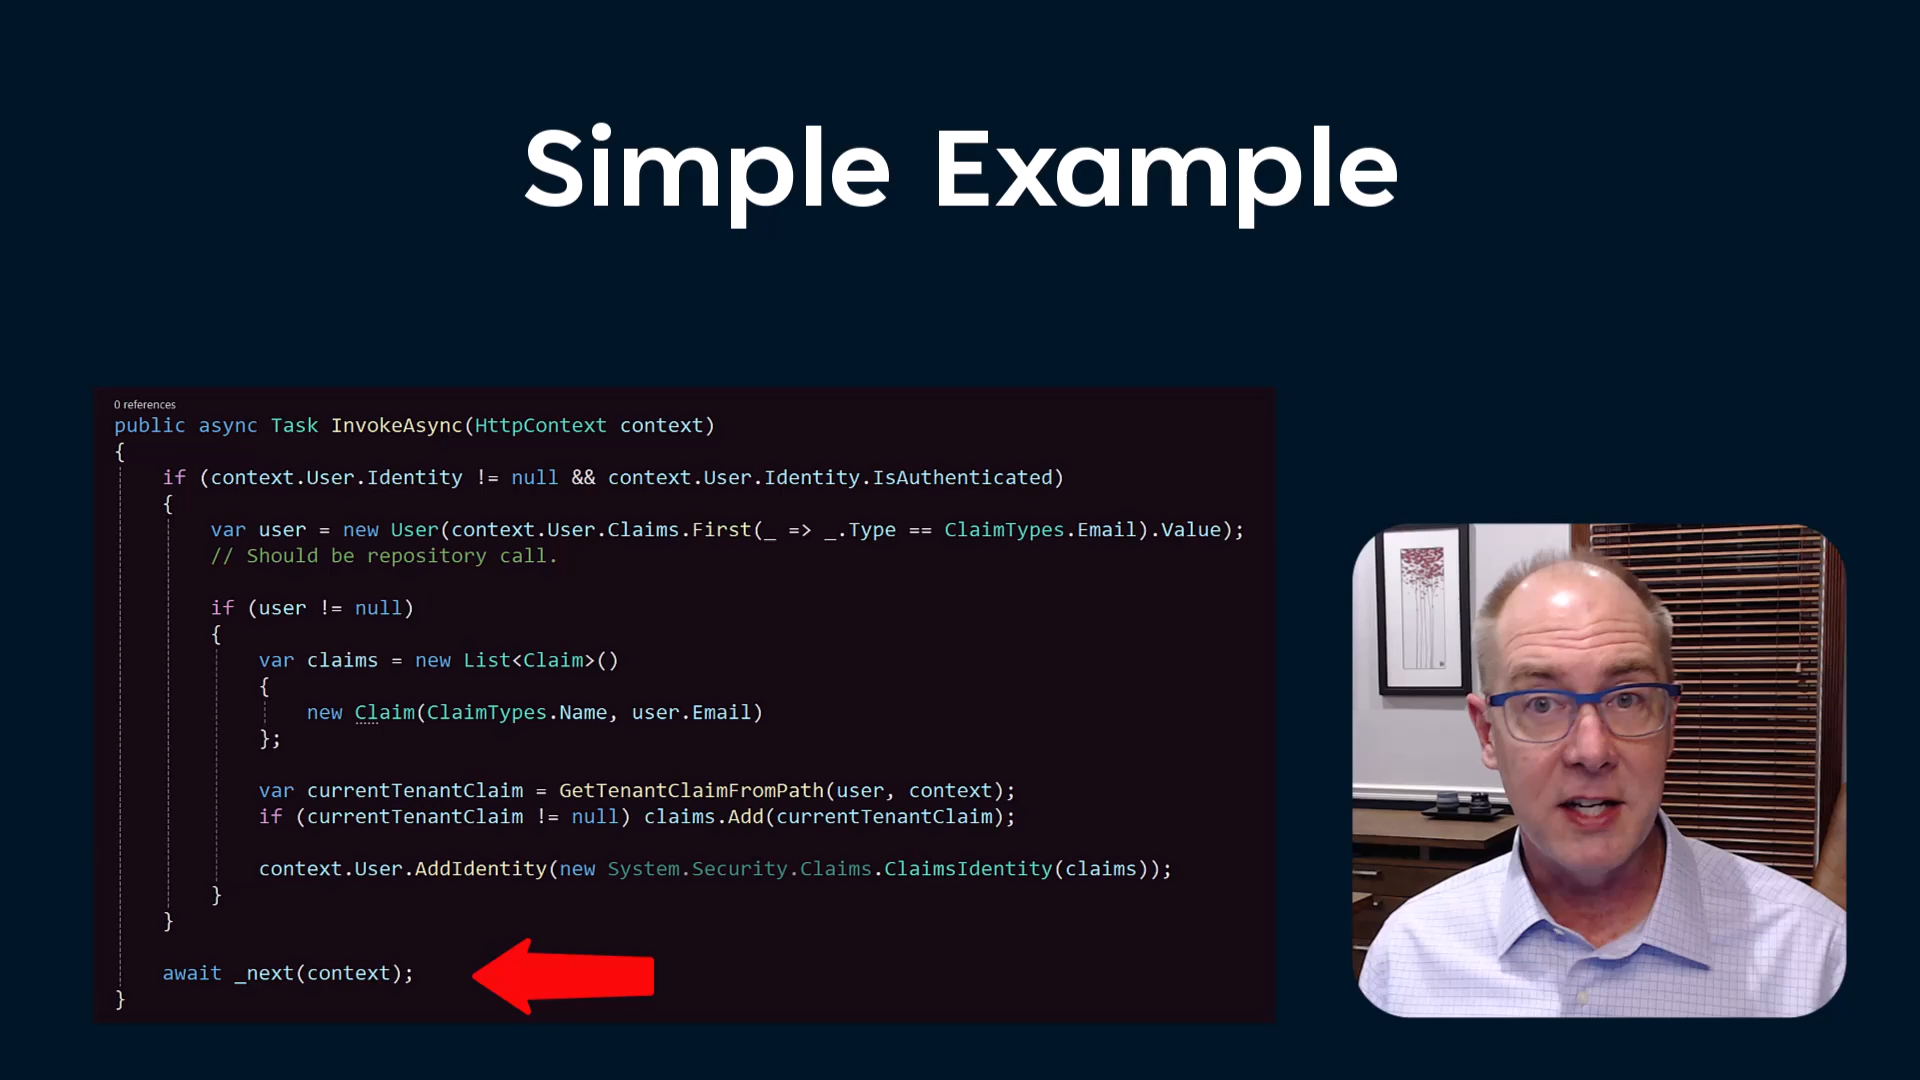 Simple Example
0 references
public async Task InvokeAsync(HttpContext context)
{
if (context.User.Identity != null && context.User.Identity.IsAuthenticated)
{
var user = new User(context.User.Claims.First(_ => _.Type == ClaimTypes.Email).Value);
// Should be repository call.
if (user != null)
{
var claims = new List<Claim>()
{
new Claim(ClaimTypes.Name, user.Email)
};
var currentTenantClaim = GetTenantClaimFromPath(user, context);
if (currentTenantClaim != null) claims.Add(currentTenantClaim);
context.User.AddIdentity(new System.Security.Claims.ClaimsIdentity(claims));
}
}
await _next(context);
}